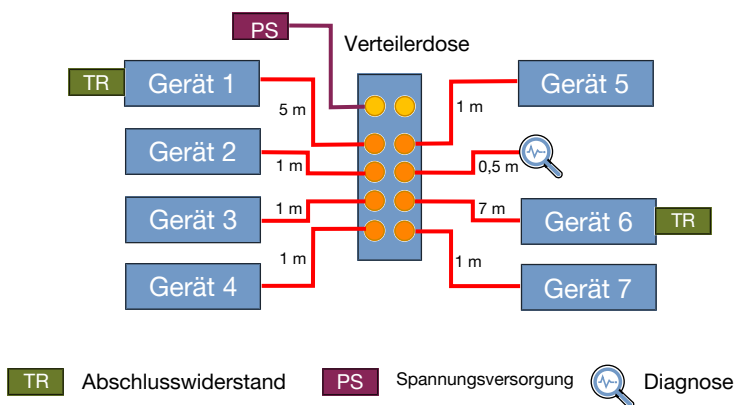 PS
Verteilerdose
TR
Gerät 1
Gerät 5
5 m
1 m
Gerät 2
1 m
0,5 m
Gerät 3
1 m
7 m
Gerät 6
TR
1 m
1 m
Gerät 4
Gerät 7
TR
Abschlusswiderstand
PS
Spannungsversorgung
Diagnose